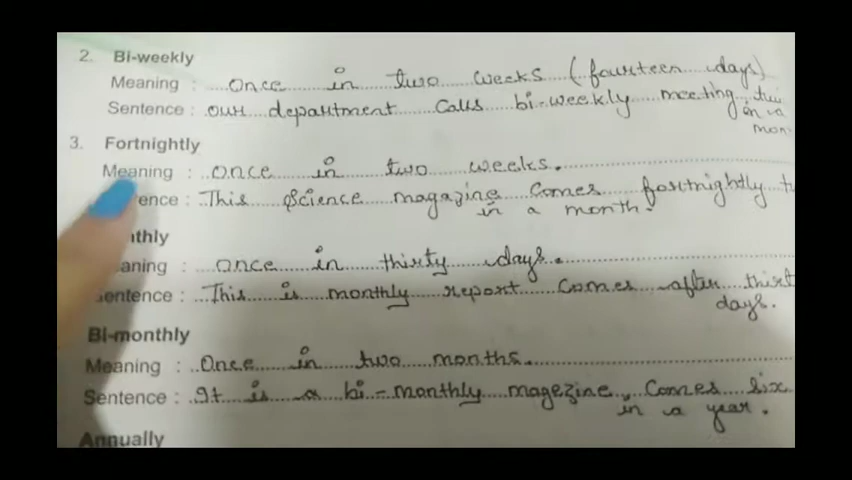 2. Bi-weekly
Meaning : once in two weeks (fourteen days)
Sentence : our department calls bi-weekly meeting
in a
3. Fortnightly
Meaning : once in two weeks.
ence : This science magazine comes fortnightly
in a month.
thly
aning : once in thirty days.
Sentence : This is monthly report comes after
days.
Bi-monthly
Meaning : Once in two months.
Sentence : It is a bi-monthly magezine, comes six
in a year.
Annually